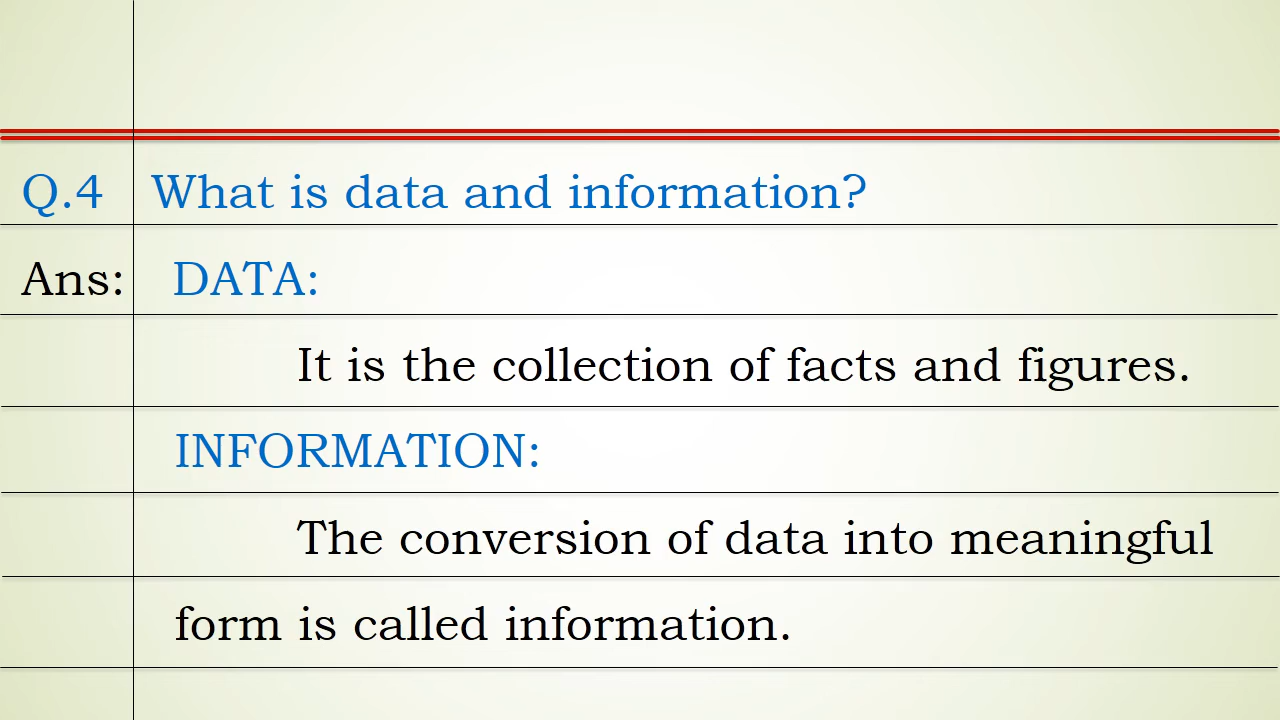 Q.4 What is data and information?
Ans: DATA:
It is the collection of facts and figures.
INFORMATION:
The conversion of data into meaningful
form is called information.